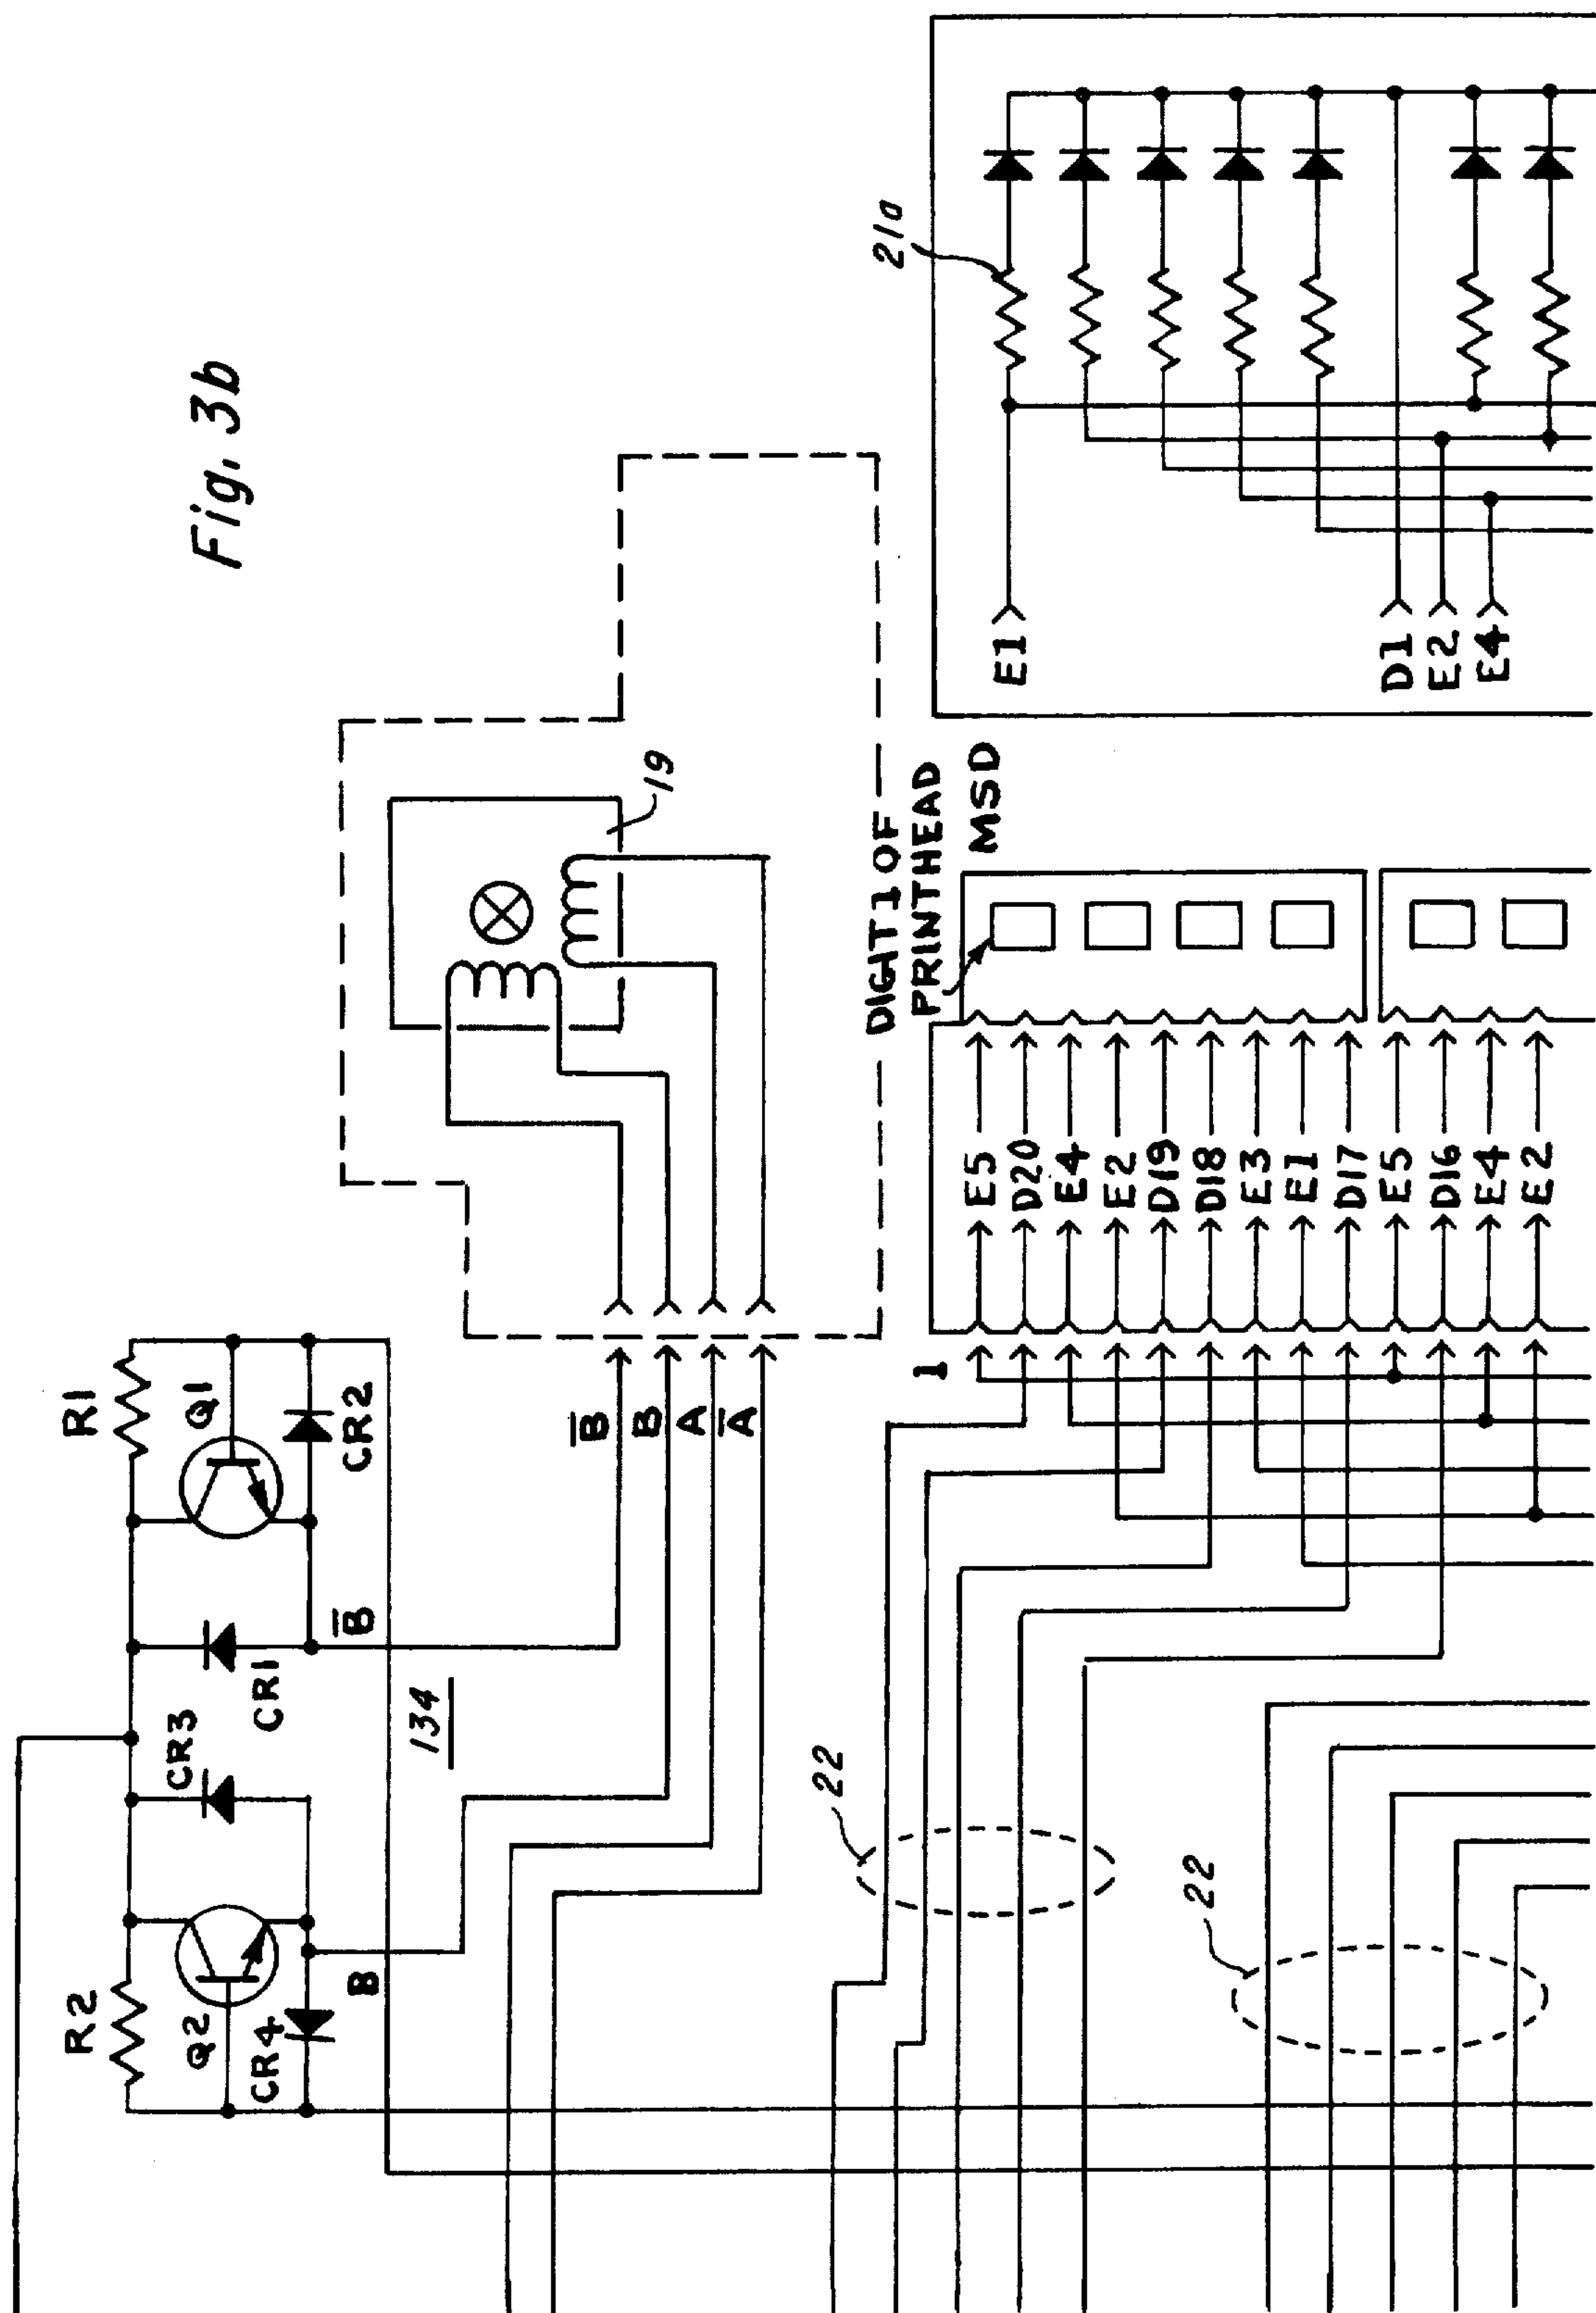 Fig. 3b
R1
Q1
CR2
B
CR1
CR3
134
R2
Q2
CR4
B
B
B
A
A
19
22
22
DIGIT 1 OF
PRINTHEAD
MSD
1
E5
D20
E4
E2
D19
D18
E3
E1
D17
E5
D16
E4
E2
21a
E1
D1
E2
E4